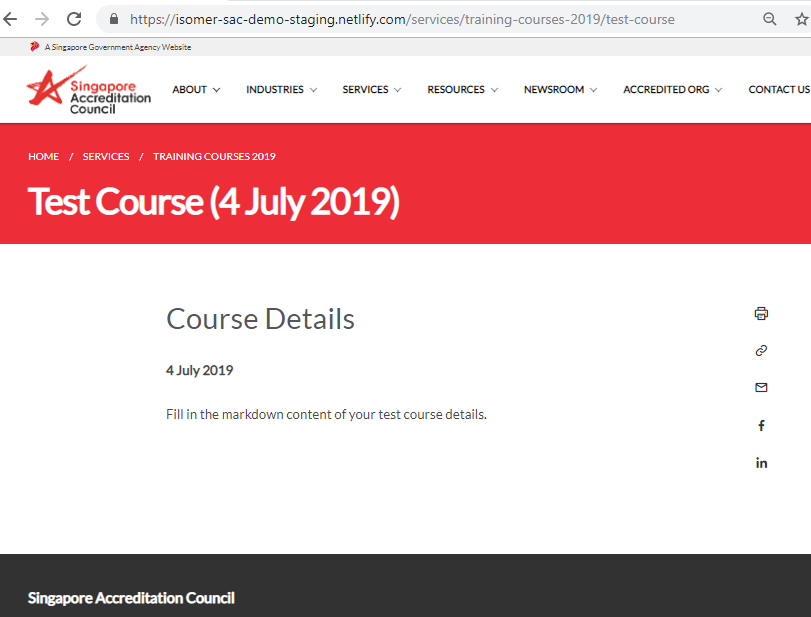 https://isomer-sac-demo-staging.netlify.com/services/training-courses-2019/test-course
A Singapore Government Agency Website
Singapore
Accreditation
Council
ABOUT INDUSTRIES SERVICES RESOURCES NEWSROOM ACCREDITED ORG CONTACT US
HOME / SERVICES / TRAINING COURSES 2019
Test Course (4 July 2019)
Course Details
4 July 2019
Fill in the markdown content of your test course details.
f
in
Singapore Accreditation Council